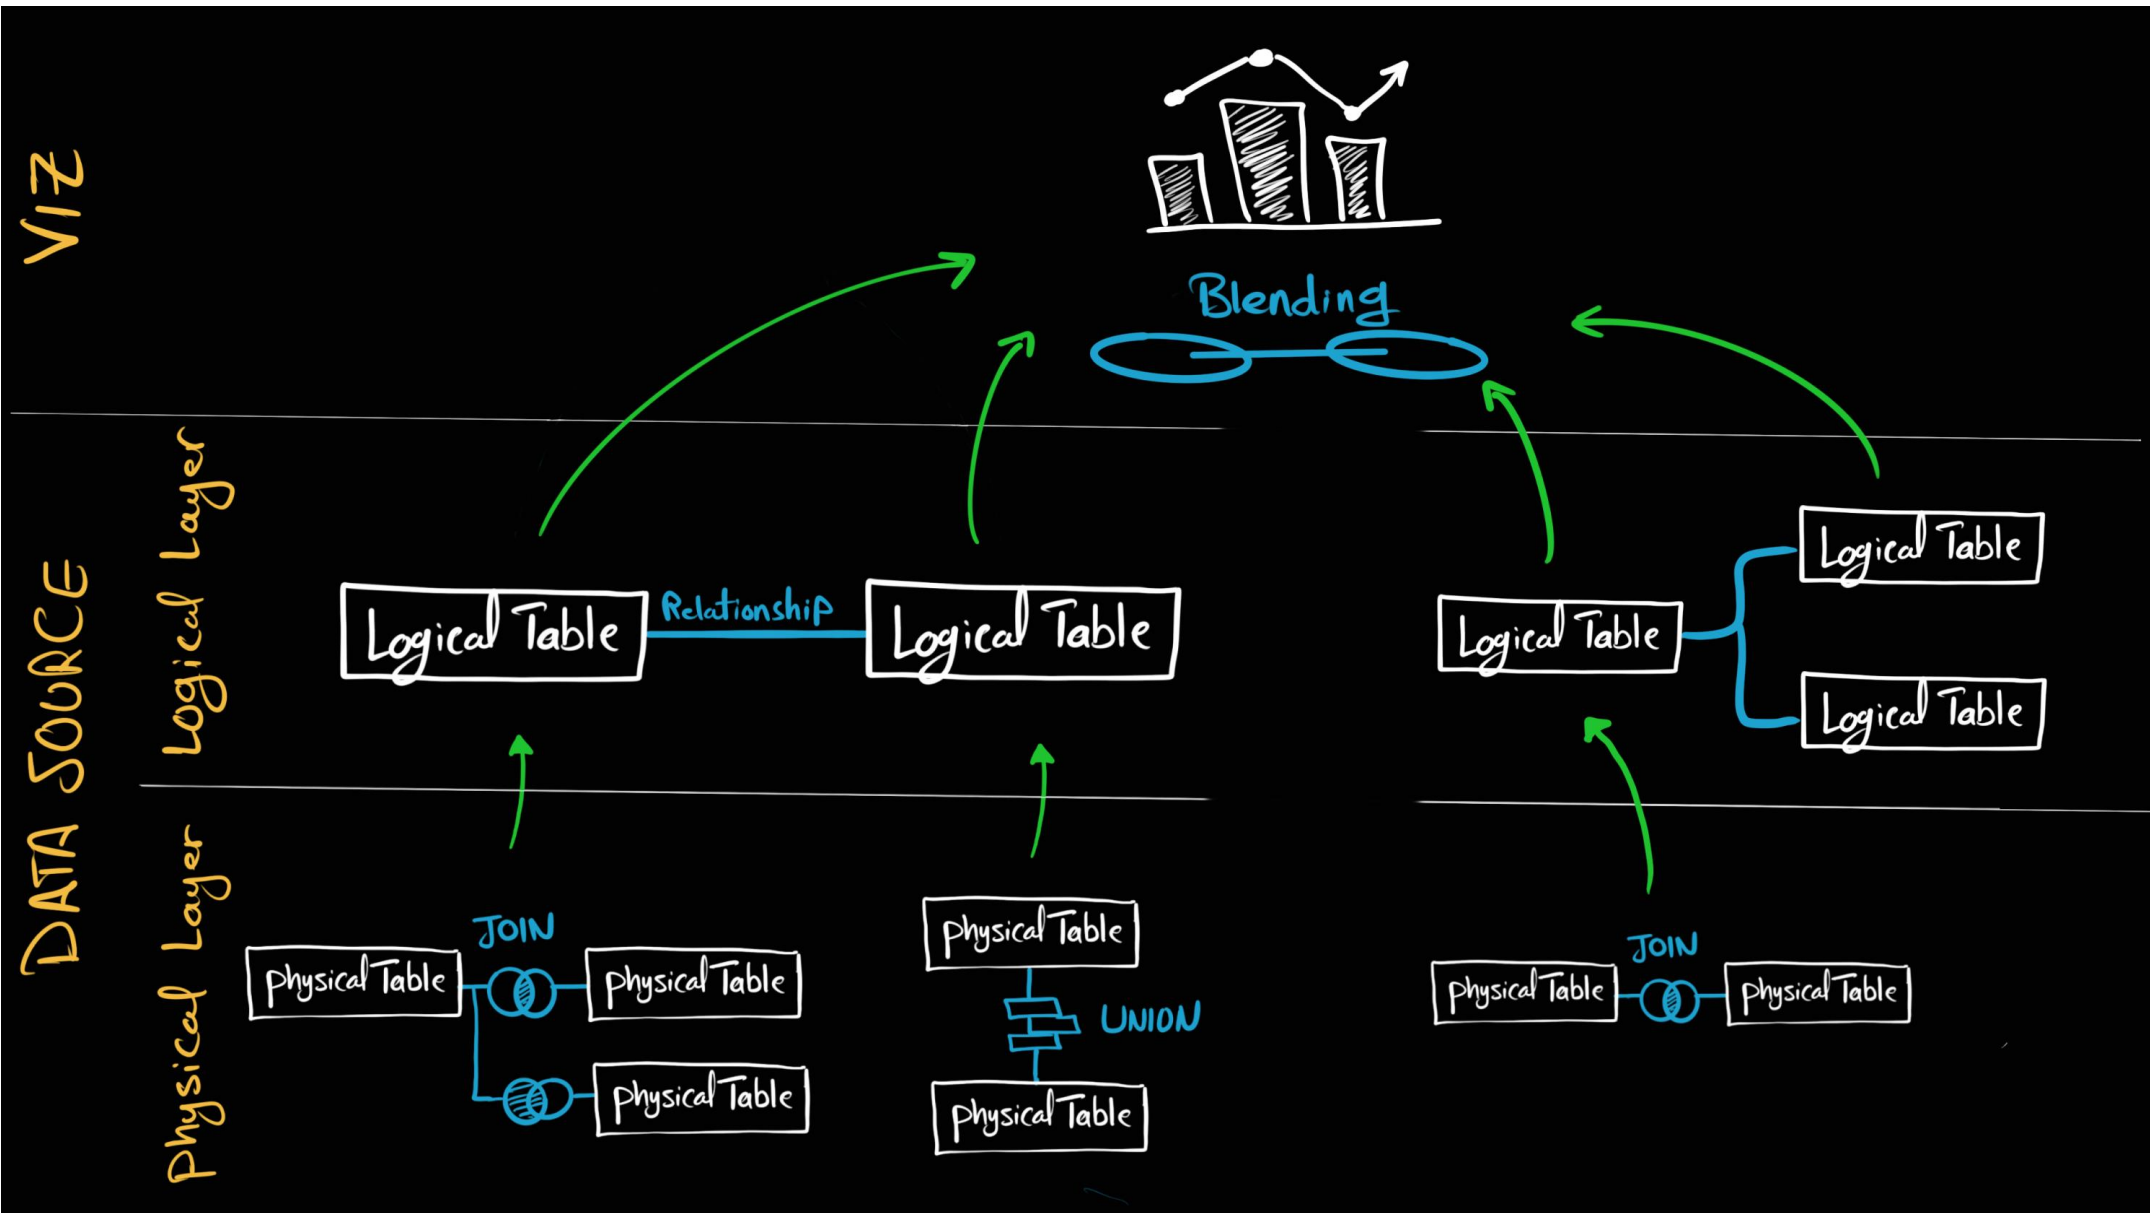 VIZ
Blending
DATA SOURCE
Logical Layer
Logical Table
Relationship
Logical Table
Logical Table
Logical Table
Logical Table
Physical Layer
JOIN
Physical Table
Physical Table
Physical Table
Physical Table
UNION
Physical Table
JOIN
Physical Table
Physical Table